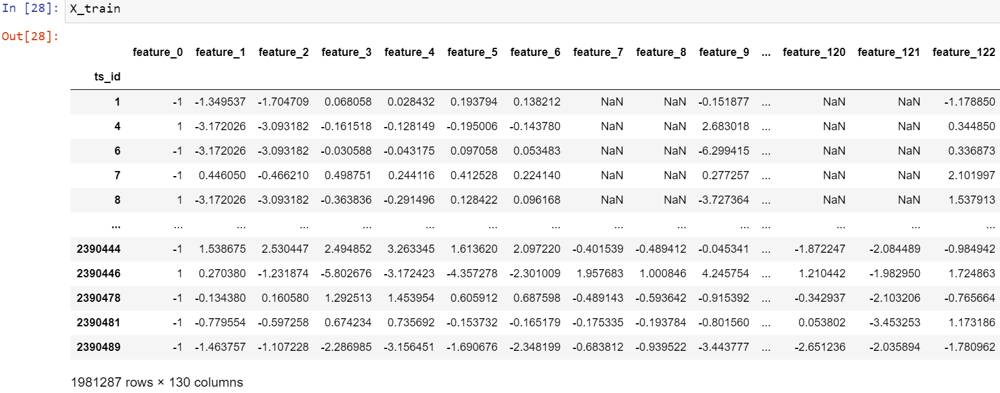 In [28]: X_train
Out[28]:
feature_0 feature_1 feature_2 feature_3 feature_4 feature_5 feature_6 feature_7 feature_8 feature_9 ... feature_120 feature_121 feature_122
ts_id
1 -1 -1.349537 -1.704709 0.068058 0.028432 0.193794 0.138212 NaN NaN -0.151877 ... NaN NaN -1.178850
4 1 -3.172026 -3.093182 -0.161518 -0.128149 -0.195006 -0.143780 NaN NaN 2.683018 ... NaN NaN 0.344850
6 -1 -3.172026 -3.093182 -0.030588 -0.043175 0.097058 0.053483 NaN NaN -6.299415 ... NaN NaN 0.336873
7 -1 0.446050 -0.466210 0.498751 0.244116 0.412528 0.224140 NaN NaN 0.277257 ... NaN NaN 2.101997
8 1 -3.172026 -3.093182 -0.363836 -0.291496 0.128422 0.096168 NaN NaN -3.727364 ... NaN NaN 1.537913
... ... ... ... ... ... ... ... ... ... ... ... ... ... ...
2390444 -1 1.538675 2.530447 2.494852 3.263345 1.613620 2.097220 -0.401539 -0.489412 -0.045341 ... -1.872247 -2.084489 -0.984942
2390446 1 0.270380 -1.231874 -5.802676 -3.172423 -4.357278 -2.301009 1.957683 1.000846 4.245754 ... 1.210442 -1.982950 1.724863
2390478 -1 -0.134380 0.160580 1.292513 1.453954 0.605912 0.687598 -0.489143 -0.593642 -0.915392 ... -0.342937 -2.103206 -0.765664
2390481 -1 -0.779554 -0.597258 0.674234 0.735692 -0.153732 -0.165179 -0.175335 -0.193784 -0.801560 ... 0.053802 -3.453253 1.173186
2390489 -1 -1.463757 -1.107228 -2.286985 -3.156451 -1.690676 -2.348199 -0.683812 -0.939522 -3.443777 ... -2.651236 -2.035894 -1.780962
1981287 rows × 130 columns